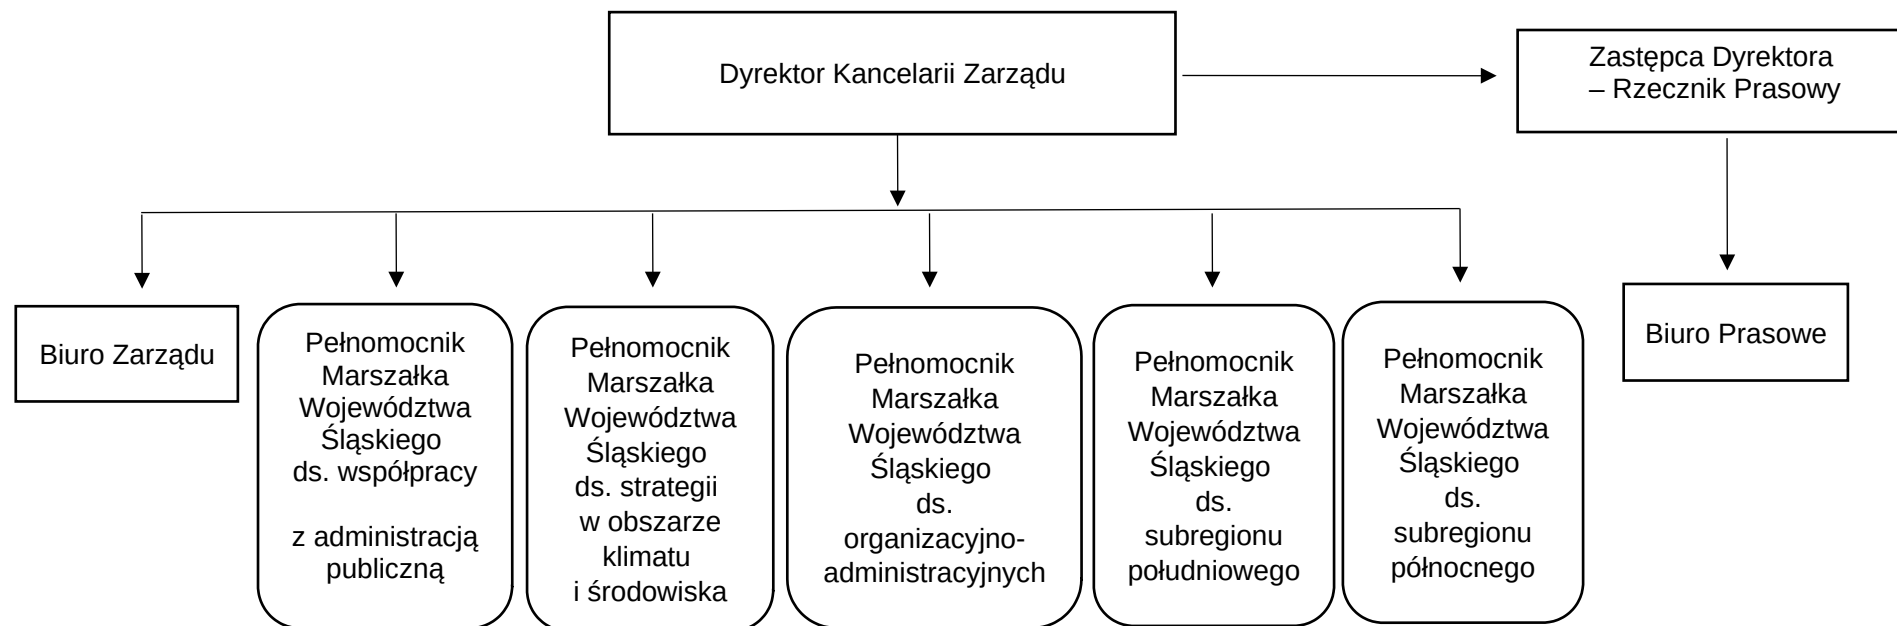 Dyrektor Kancelarii Zarządu
Zastępca Dyrektora
– Rzecznik Prasowy
Biuro Zarządu
Pełnomocnik
Marszałka
Województwa
Śląskiego
ds. współpracy
z administracją
publiczną
Pełnomocnik
Marszałka
Województwa
Śląskiego
ds. strategii
w obszarze
klimatu
i środowiska
Pełnomocnik
Marszałka
Województwa
Śląskiego
ds.
organizacyjno-
administracyjnych
Pełnomocnik
Marszałka
Województwa
Śląskiego
ds.
subregionu
południowego
Pełnomocnik
Marszałka
Województwa
Śląskiego
ds.
subregionu
północnego
Biuro Prasowe